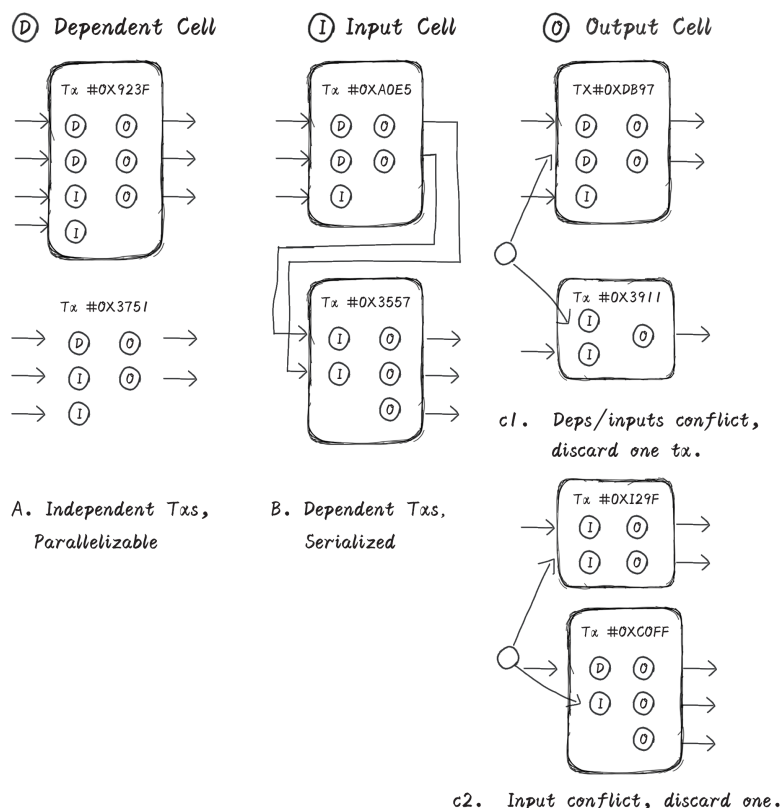 D Dependent Cell
I Input Cell
O Output Cell
Tx #0X923F
D O
D O
I O
I
Tx #0X3751
D O
I O
I
A. Independent Txs,
Parallelizable
Tx #0XA0E5
D O
D O
I
Tx #0X3557
I O
I O
O
B. Dependent Txs,
Serialized
TX#0XDB97
D O
D O
I
Tx #0X3911
I
O
I
c1. Deps/inputs conflict,
discard one tx.
Tx #0X129F
I O
I O
Tx #0XC0FF
D O
I O
O
c2. Input conflict, discard one.